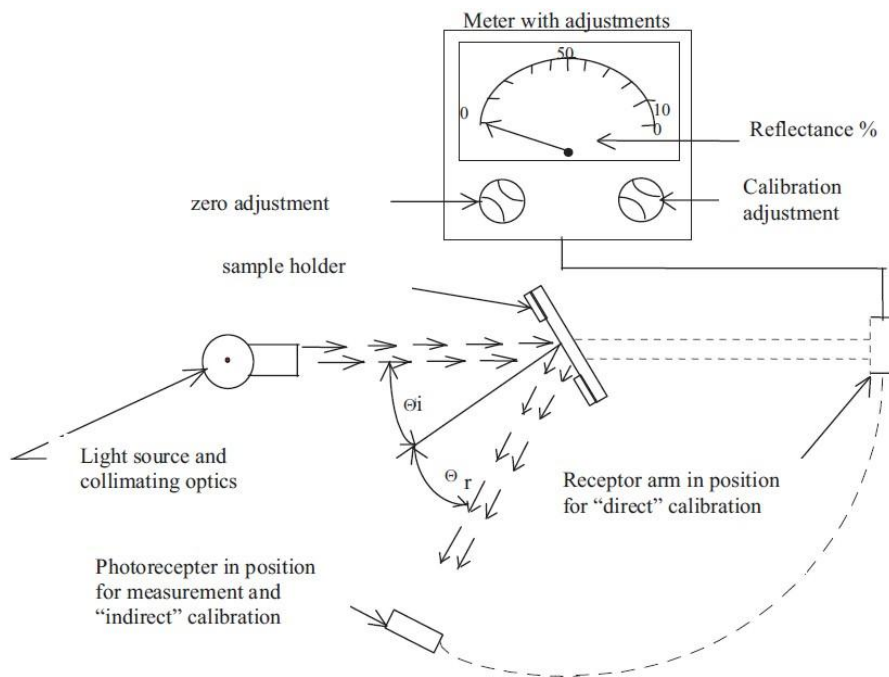 Meter with adjustments
50
0
10
0
Reflectance %
zero adjustment
Calibration
adjustment
sample holder
Θi
Θ r
Light source and
collimating optics
Receptor arm in position
for “direct” calibration
Photorecepter in position
for measurement and
“indirect” calibration